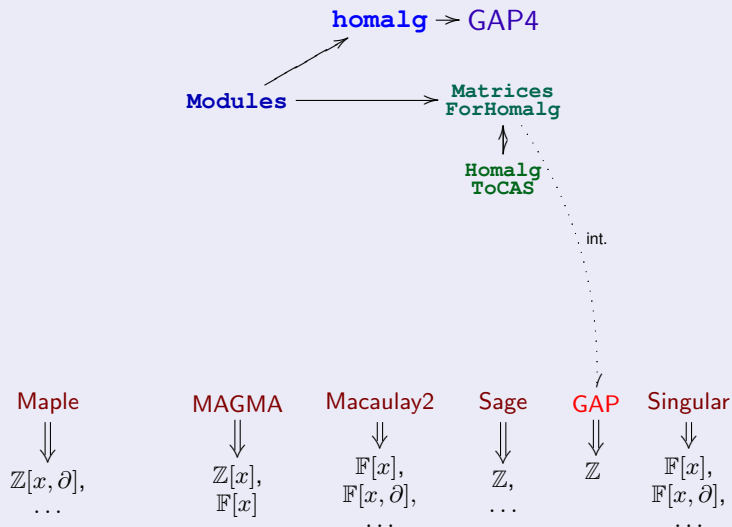 homalg GAP4
Modules
Matrices
ForHomalg
Homalg
ToCAS
int.
Maple MAGMA Macaulay2 Sage GAP Singular
ℤ[x, ∂],
...
ℤ[x],
𝔽[x]
𝔽[x],
𝔽[x, ∂],
...
ℤ,
...
ℤ
𝔽[x],
𝔽[x, ∂],
...